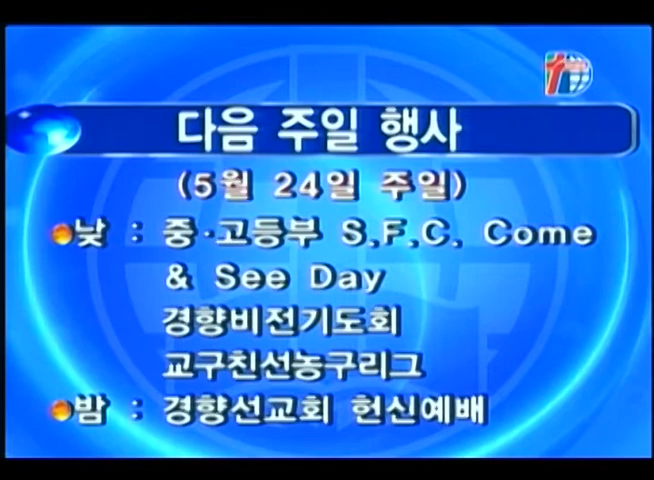 다음 주일 행사
(5월 24일 주일)
낮 : 중·고등부 S.F.C. Come
& See Day
경향비전기도회
교구친선농구리그
밤 : 경향선교회 헌신예배